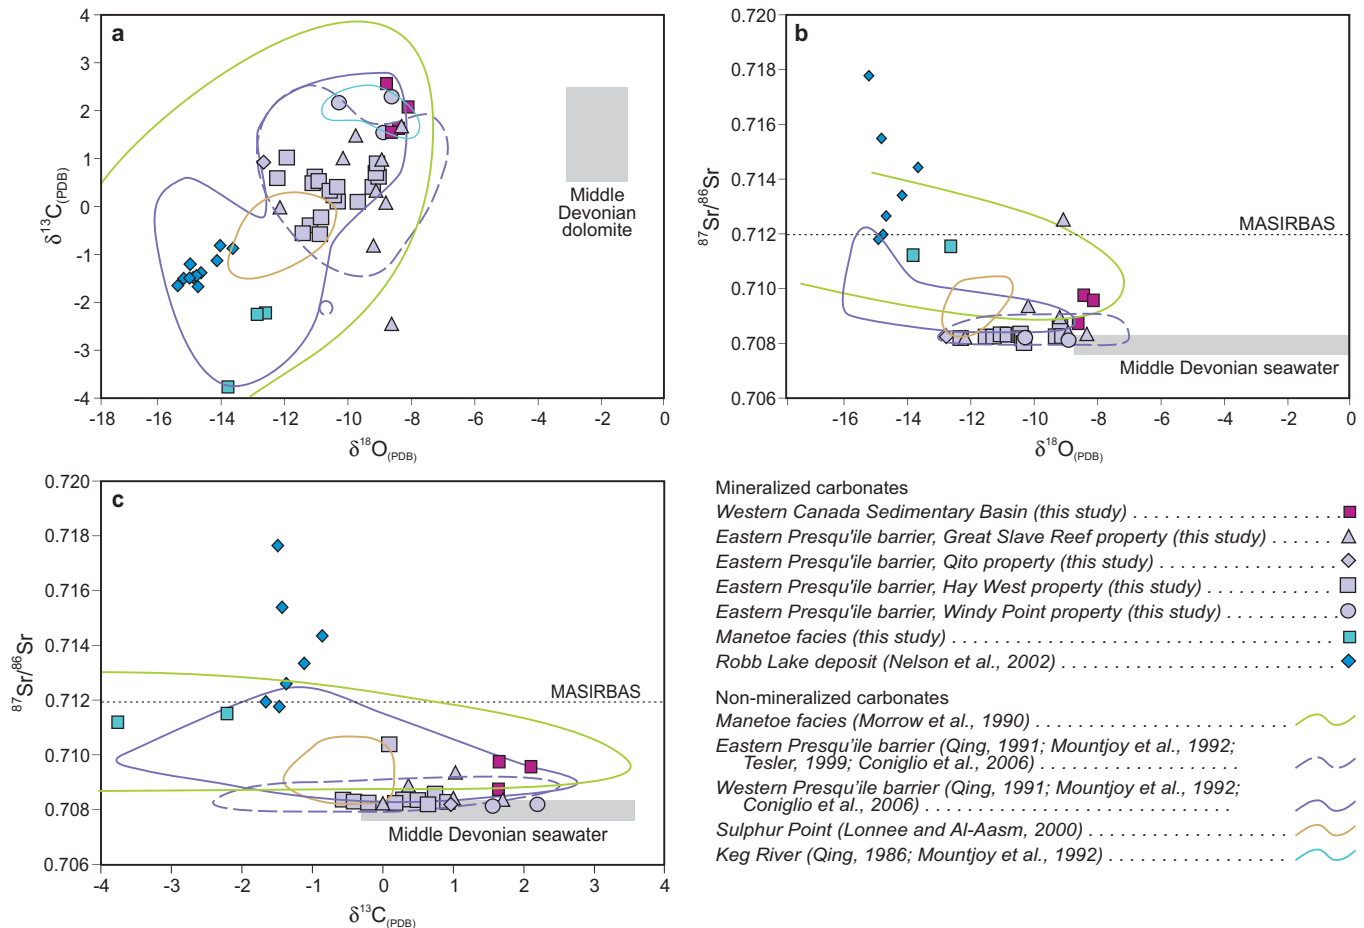 a
4
3
2
1
0
-1
-2
-3
-4
δ13C(PDB)
-18
-16
-14
-12
-10
-8
-6
-4
-2
0
δ18O(PDB)
Middle
Devonian
dolomite
b
0.720
0.718
0.716
0.714
0.712
0.710
0.708
0.706
87Sr/86Sr
MASIRBAS
Middle Devonian seawater
-16
-14
-12
-10
-8
-6
-4
-2
0
δ18O(PDB)
c
0.720
0.718
0.716
0.714
0.712
0.710
0.708
0.706
87Sr/86Sr
MASIRBAS
Middle Devonian seawater
-4
-3
-2
-1
0
1
2
3
4
δ13C(PDB)
Mineralized carbonates
Western Canada Sedimentary Basin (this study)
Eastern Presqu'ile barrier, Great Slave Reef property (this study)
Eastern Presqu'ile barrier, Qito property (this study)
Eastern Presqu'ile barrier, Hay West property (this study)
Eastern Presqu'ile barrier, Windy Point property (this study)
Manetoe facies (this study)
Robb Lake deposit (Nelson et al., 2002)
Non-mineralized carbonates
Manetoe facies (Morrow et al., 1990)
Eastern Presqu'ile barrier (Qing, 1991; Mountjoy et al., 1992;
Tesler, 1999; Coniglio et al., 2006)
Western Presqu'ile barrier (Qing, 1991; Mountjoy et al., 1992;
Coniglio et al., 2006)
Sulphur Point (Lonnee and Al-Aasm, 2000)
Keg River (Qing, 1986; Mountjoy et al., 1992)